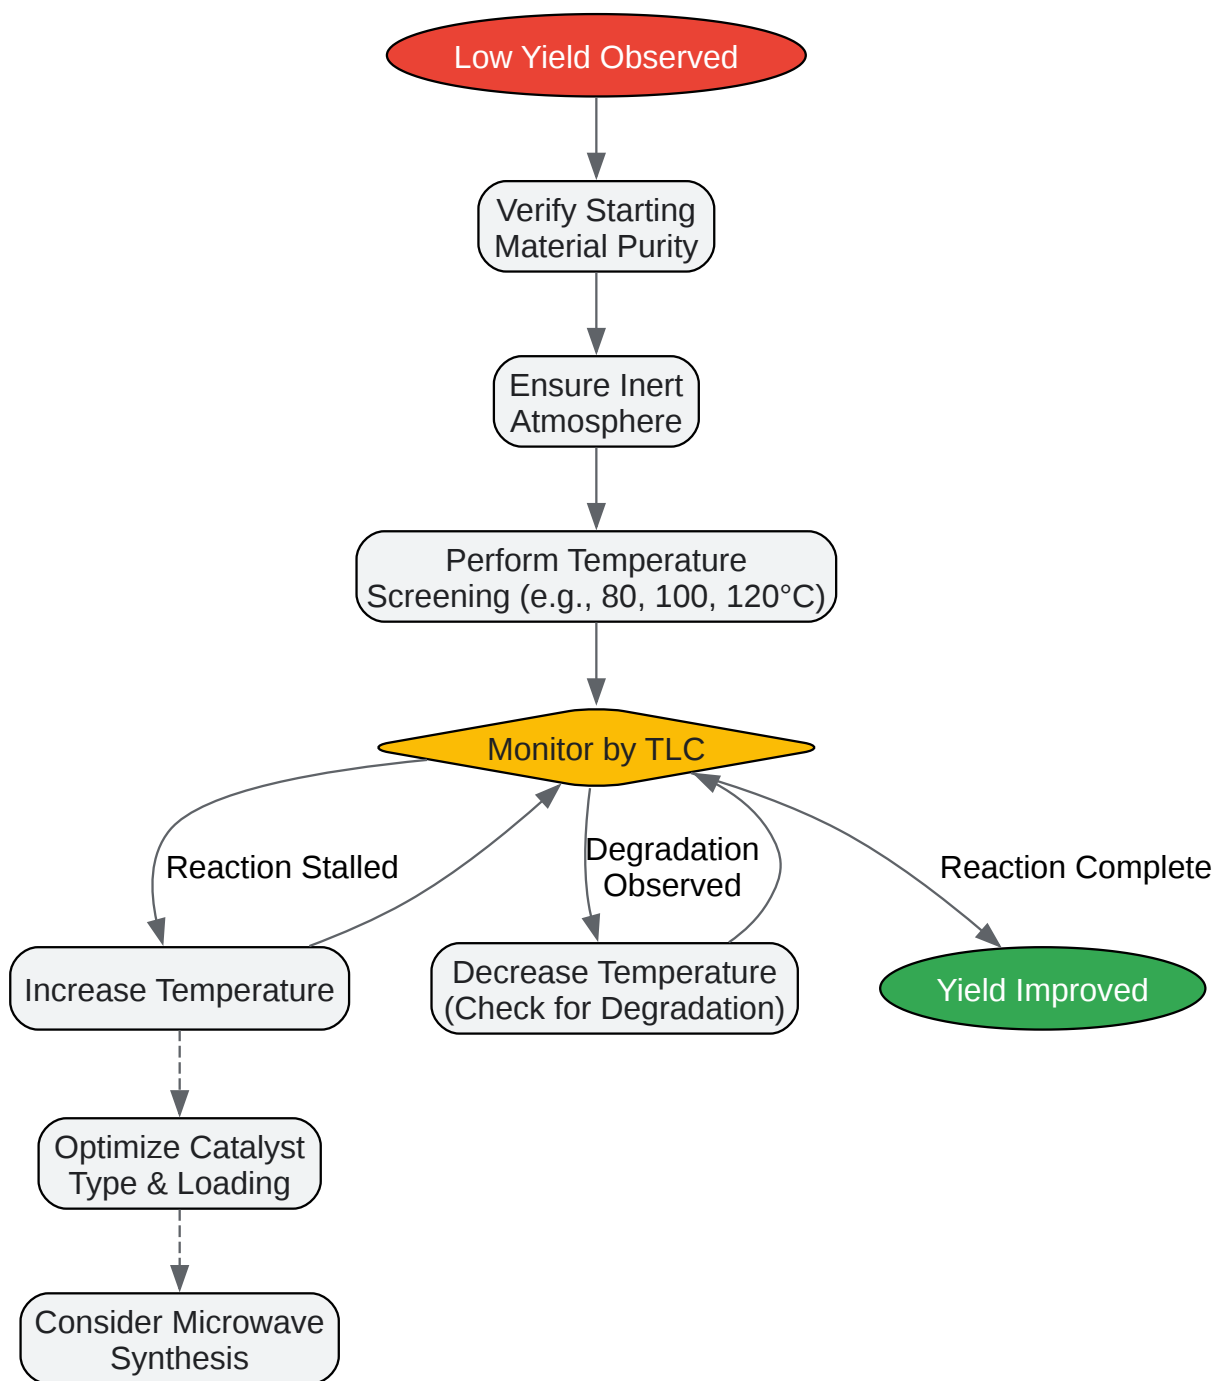 Low Yield Observed
Verify Starting
Material Purity
Ensure Inert
Atmosphere
Perform Temperature
Screening (e.g., 80, 100, 120°C)
Monitor by TLC
Reaction Stalled
Degradation
Observed
Reaction Complete
Increase Temperature
Decrease Temperature
(Check for Degradation)
Yield Improved
Optimize Catalyst
Type & Loading
Consider Microwave
Synthesis